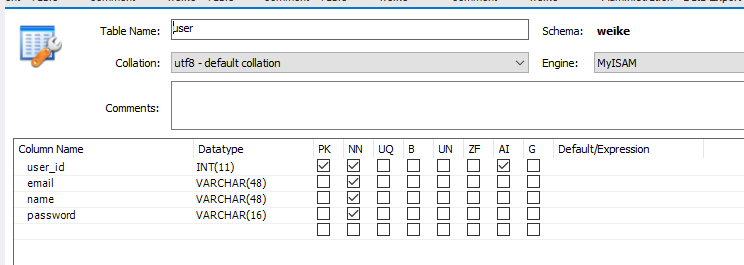 Table Name: user Schema: weike
Collation: utf8 - default collation Engine: MyISAM
Comments:
Column Name Datatype PK NN UQ B UN ZF AI G Default/Expression
user_id INT(11)
email VARCHAR(48)
name VARCHAR(48)
password VARCHAR(16)